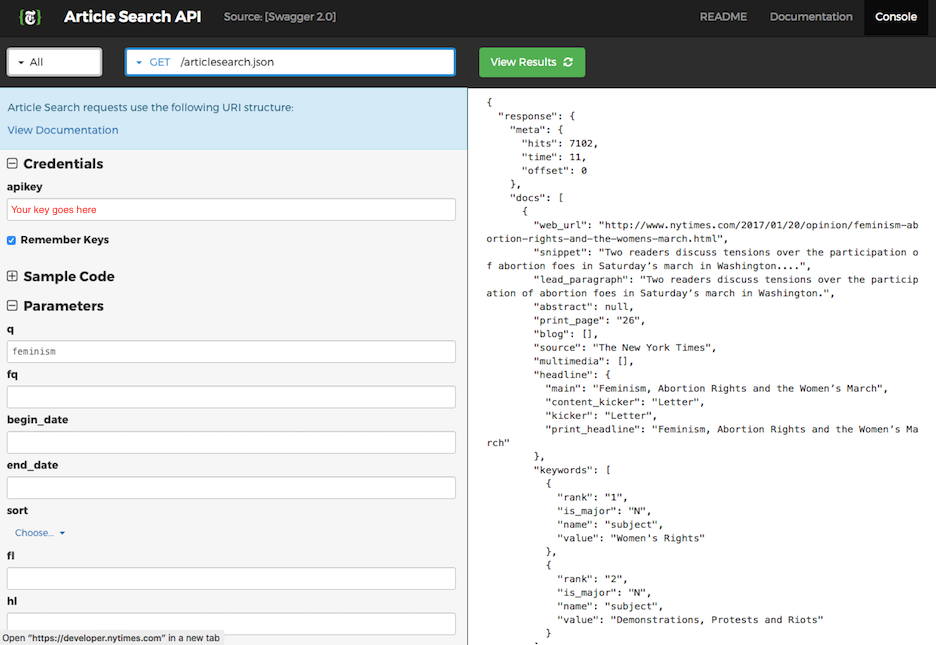 Article Search API Source: [Swagger 2.0] README Documentation Console
All GET /articlesearch.json View Results
Article Search requests use the following URI structure:
View Documentation
Credentials
apikey
Your key goes here
Remember Keys
Sample Code
Parameters
q
feminism
fq
begin_date
end_date
sort
Choose...
fl
hl
Open "https://developer.nytimes.com" in a new tab
{
"response": {
"meta": {
"hits": 7102,
"time": 11,
"offset": 0
},
"docs": [
{
"web_url": "http://www.nytimes.com/2017/01/20/opinion/feminism-ab
ortion-rights-and-the-womens-march.html",
"snippet": "Two readers discuss tensions over the participation o
f abortion foes in Saturday’s march in Washington....",
"lead_paragraph": "Two readers discuss tensions over the particip
ation of abortion foes in Saturday’s march in Washington.",
"abstract": null,
"print_page": "26",
"blog": [],
"source": "The New York Times",
"multimedia": [],
"headline": {
"main": "Feminism, Abortion Rights and the Women’s March",
"content_kicker": "Letter",
"kicker": "Letter",
"print_headline": "Feminism, Abortion Rights and the Women’s Ma
rch"
},
"keywords": [
{
"rank": "1",
"is_major": "N",
"name": "subject",
"value": "Women's Rights"
},
{
"rank": "2",
"is_major": "N",
"name": "subject",
"value": "Demonstrations, Protests and Riots"
}